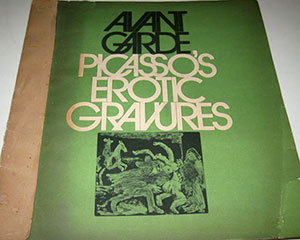 AVANT
GARDE
PICASSO'S
EROTIC
GRAVURES